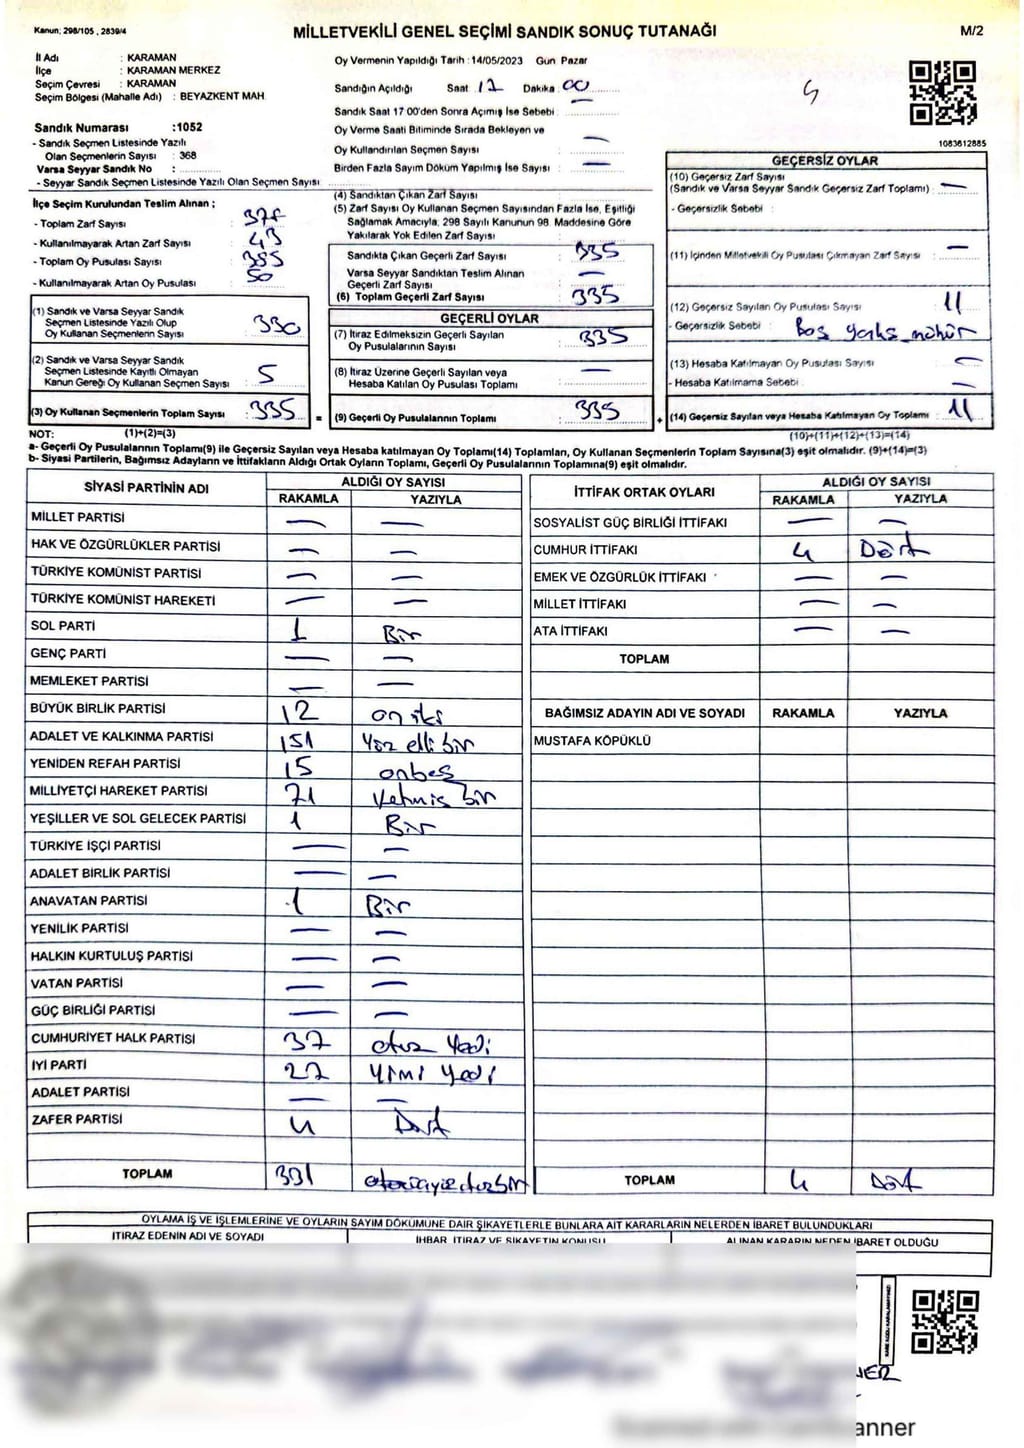 Kanun; 298/105 , 2839/4
MİLLETVEKİLİ GENEL SEÇİMİ SANDIK SONUÇ TUTANAĞI
M/2
İl Adı : KARAMAN
İlçe : KARAMAN MERKEZ
Seçim Çevresi : KARAMAN
Seçim Bölgesi (Mahalle Adı) : BEYAZKENT MAH.
Sandık Numarası :1052
- Sandık Seçmen Listesinde Yazılı
Olan Seçmenlerin Sayısı : 368
Varsa Seyyar Sandık No :
- Seyyar Sandık Seçmen Listesinde Yazılı Olan Seçmen Sayısı
İlçe Seçim Kurulundan Teslim Alınan ;
- Toplam Zarf Sayısı :
- Kullanılmayarak Artan Zarf Sayısı : 43
- Toplam Oy Pusulası Sayısı : 385
- Kullanılmayarak Artan Oy Pusulası : 50
(1) Sandık ve Varsa Seyyar Sandık
Seçmen Listesinde Yazılı Olup
Oy Kullanan Seçmenlerin Sayısı : 330
(2) Sandık ve Varsa Seyyar Sandık
Seçmen Listesinde Kayıtlı Olmayan
Kanun Gereği Oy Kullanan Seçmen Sayısı : 5
(3) Oy Kullanan Seçmenlerin Toplam Sayısı : 335
(1)+(2)=(3)
Oy Vermenin Yapıldığı Tarih : 14/05/2023 Gün Pazar
Sandığın Açıldığı Saat 17 Dakika 00
Sandık Saat 17 00'den Sonra Açımış İse Sebebi :
Oy Verme Saati Bitiminde Sırada Bekleyen ve
Oy Kullandırılan Seçmen Sayısı : —
Birden Fazla Sayım Döküm Yapılmış İse Sayısı : —
(4) Sandıktan Çıkan Zarf Sayısı
(5) Zarf Sayısı Oy Kullanan Seçmen Sayısından Fazla İse, Eşitliği
Sağlamak Amacıyla, 298 Sayılı Kanunun 98. Maddesine Göre
Yakılarak Yok Edilen Zarf Sayısı :
Sandıkta Çıkan Geçerli Zarf Sayısı : 335
Varsa Seyyar Sandıktan Teslim Alınan
Geçerli Zarf Sayısı : —
(6) Toplam Geçerli Zarf Sayısı : 335
GEÇERLİ OYLAR
(7) İtiraz Edilmeksizin Geçerli Sayılan
Oy Pusulalarının Sayısı : 335
(8) İtiraz Üzerine Geçerli Sayılan veya
Hesaba Katılan Oy Pusulası Toplamı : —
= (9) Geçerli Oy Pusulalarının Toplamı : 335
1083612885
GEÇERSİZ OYLAR
(10) Geçersiz Zarf Sayısı
(Sandık ve Varsa Seyyar Sandık Geçersiz Zarf Toplamı) : —
- Geçersizlik Sebebi :
(11) İçinden Milletvekili Oy Pusulası Çıkmayan Zarf Sayısı : —
(12) Geçersiz Sayılan Oy Pusulası Sayısı : 11
- Geçersizlik Sebebi : Boş mühür
(13) Hesaba Katılmayan Oy Pusulası Sayısı : —
- Hesaba Katılmama Sebebi : —
+ (14) Geçersiz Sayılan veya Hesaba Katılmayan Oy Toplamı : 11
(10)+(11)+(12)+(13)=(14)
NOT:
a- Geçerli Oy Pusulalarının Toplamı(9) ile Geçersiz Sayılan veya Hesaba katılmayan Oy Toplamı(14) Toplamları, Oy Kullanan Seçmenlerin Toplam Sayısına(3) eşit olmalıdır. (9)+(14)=(3)
b- Siyasi Partilerin, Bağımsız Adayların ve İttifakların Aldığı Ortak Oyların Toplamı, Geçerli Oy Pusulalarının Toplamına(9) eşit olmalıdır.
SİYASİ PARTİNİN ADI ALDIĞI OY SAYISI
RAKAMLA YAZIYLA
MİLLET PARTİSİ — —
HAK VE ÖZGÜRLÜKLER PARTİSİ — —
TÜRKİYE KOMÜNİST PARTİSİ — —
TÜRKİYE KOMÜNİST HAREKETİ — —
SOL PARTİ 1 Bir
GENÇ PARTİ — —
MEMLEKET PARTİSİ — —
BÜYÜK BİRLİK PARTİSİ 12 on iki
ADALET VE KALKINMA PARTİSİ 151 Yüz elli bir
YENİDEN REFAH PARTİSİ 15 onbeş
MİLLİYETÇİ HAREKET PARTİSİ 71 Yetmiş bir
YEŞİLLER VE SOL GELECEK PARTİSİ 1 Bir
TÜRKİYE İŞÇİ PARTİSİ — —
ADALET BİRLİK PARTİSİ — —
ANAVATAN PARTİSİ 1 Bir
YENİLİK PARTİSİ — —
HALKIN KURTULUŞ PARTİSİ — —
VATAN PARTİSİ — —
GÜÇ BİRLİĞİ PARTİSİ — —
CUMHURİYET HALK PARTİSİ 37 otuz Yedi
İYİ PARTİ 27 Yimi yedi
ADALET PARTİSİ — —
ZAFER PARTİSİ 4 Dört
TOPLAM 331
İTTİFAK ORTAK OYLARI ALDIĞI OY SAYISI
RAKAMLA YAZIYLA
SOSYALİST GÜÇ BİRLİĞİ İTTİFAKI — —
CUMHUR İTTİFAKI 4 Dört
EMEK VE ÖZGÜRLÜK İTTİFAKI — —
MİLLET İTTİFAKI — —
ATA İTTİFAKI — —
TOPLAM
BAĞIMSIZ ADAYIN ADI VE SOYADI RAKAMLA YAZIYLA
MUSTAFA KÖPÜKLÜ
TOPLAM 4 Dört
OYLAMA İŞ VE İŞLEMLERİNE VE OYLARIN SAYIM DÖKÜMÜNE DAİR ŞİKAYETLERLE BUNLARA AİT KARARLARIN NELERDEN İBARET BULUNDUKLARI
İTİRAZ EDENİN ADI VE SOYADI İHBAR İTİRAZ VE ŞİKAYETİN KONUSU ALINAN KARARIN NEDEN İBARET OLDUĞU